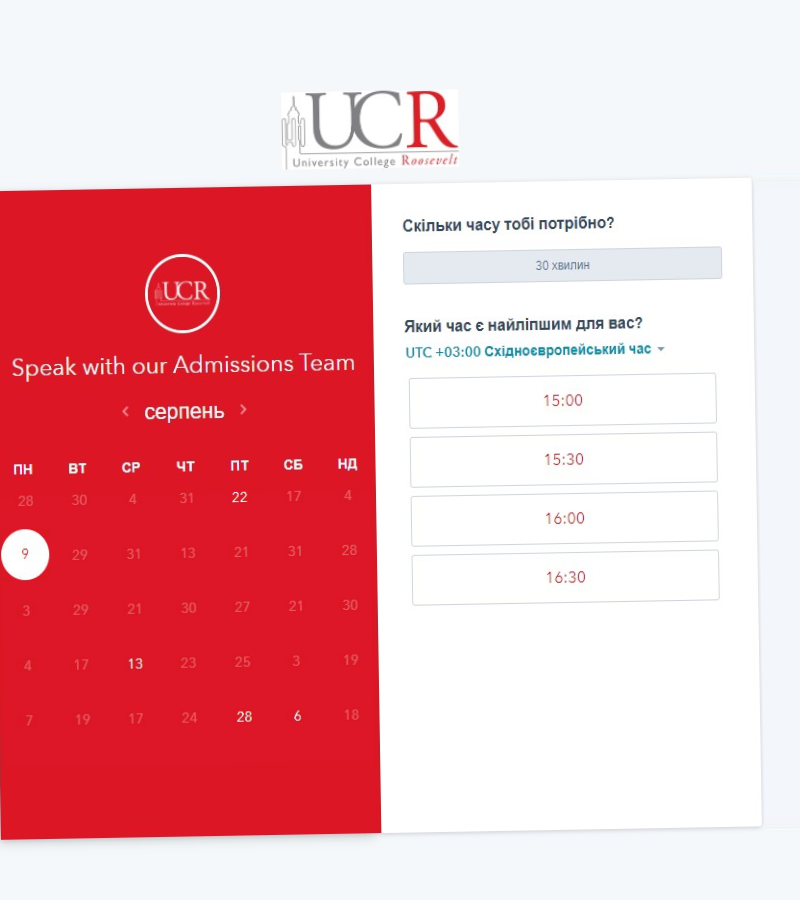 UCR
University College Roosevelt
UCR
Speak with our Admissions Team
серпень
ПН ВТ СР ЧТ ПТ СБ НД
28 30 4 31 22 17 4
9 29 31 13 21 31 28
3 29 21 30 27 21 30
4 17 13 23 25 3 19
7 19 17 24 28 6 18
Скільки часу тобі потрібно?
30 хвилин
Який час є найліпшим для вас?
UTC +03:00 Східноєвропейський час
15:00
15:30
16:00
16:30